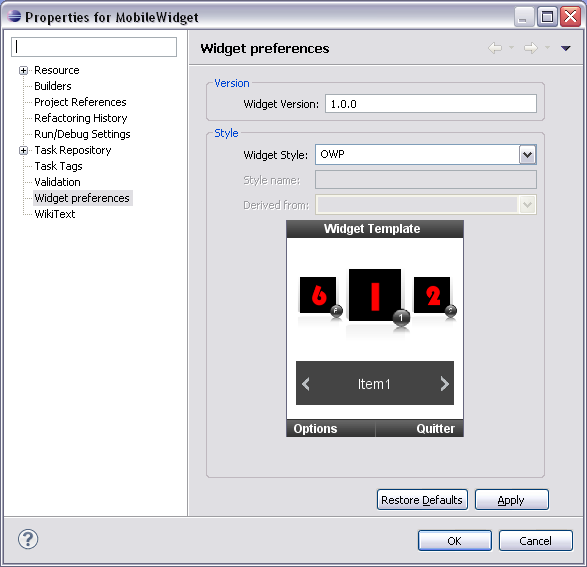 Properties for MobileWidget
Widget preferences
Resource
Builders
Project References
Refactoring History
Run/Debug Settings
Task Repository
Task Tags
Validation
Widget preferences
WikiText
Version
Widget Version: 1.0.0
Style
Widget Style: OWP
Style name:
Derived from:
Widget Template
6 1 2
1
Item1
Options Quitter
Restore Defaults Apply
? OK Cancel